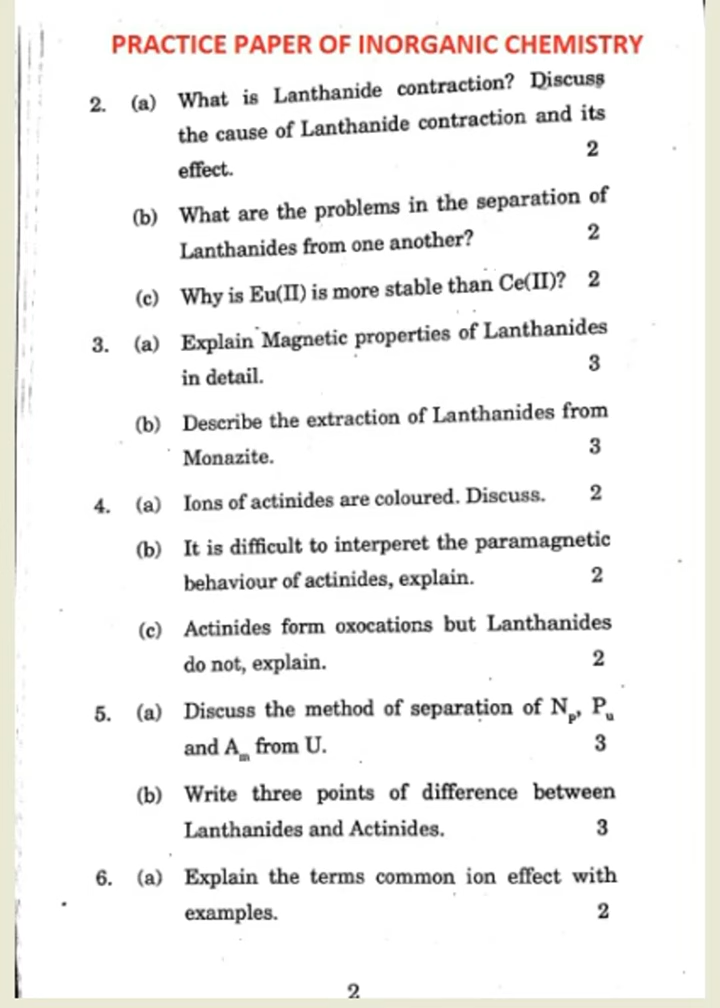 PRACTICE PAPER OF INORGANIC CHEMISTRY
2. (a) What is Lanthanide contraction? Discuss
the cause of Lanthanide contraction and its
effect. 2
(b) What are the problems in the separation of
Lanthanides from one another? 2
(c) Why is Eu(II) is more stable than Ce(II)? 2
3. (a) Explain Magnetic properties of Lanthanides
in detail. 3
(b) Describe the extraction of Lanthanides from
Monazite. 3
4. (a) Ions of actinides are coloured. Discuss. 2
(b) It is difficult to interperet the paramagnetic
behaviour of actinides, explain. 2
(c) Actinides form oxocations but Lanthanides
do not, explain. 2
5. (a) Discuss the method of separation of Np, Pu
and Am from U. 3
(b) Write three points of difference between
Lanthanides and Actinides. 3
6. (a) Explain the terms common ion effect with
examples. 2
2